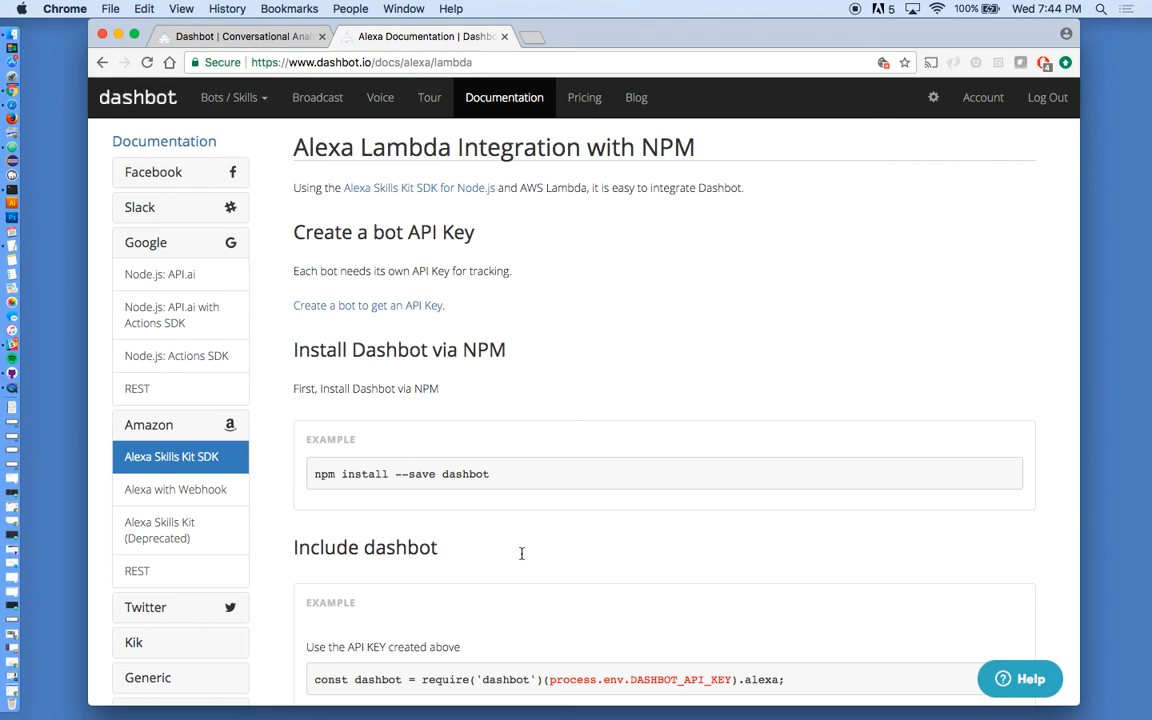 Chrome File Edit View History Bookmarks People Window Help 5 100% Wed 7:44 PM
Dashbot | Conversational Anal
Alexa Documentation | Dashbo
Secure https://www.dashbot.io/docs/alexa/lambda
dashbot Bots / Skills Broadcast Voice Tour Documentation Pricing Blog Account Log Out
Documentation
Facebook
Slack
Google
Node.js: API.ai
Node.js: API.ai with
Actions SDK
Node.js: Actions SDK
REST
Amazon
Alexa Skills Kit SDK
Alexa with Webhook
Alexa Skills Kit
(Deprecated)
REST
Twitter
Kik
Generic
Alexa Lambda Integration with NPM
Using the Alexa Skills Kit SDK for Node.js and AWS Lambda, it is easy to integrate Dashbot.
Create a bot API Key
Each bot needs its own API Key for tracking.
Create a bot to get an API Key.
Install Dashbot via NPM
First, Install Dashbot via NPM
EXAMPLE
npm install --save dashbot
Include dashbot
EXAMPLE
Use the API KEY created above
const dashbot = require('dashbot')(process.env.DASHBOT_API_KEY).alexa;
Help